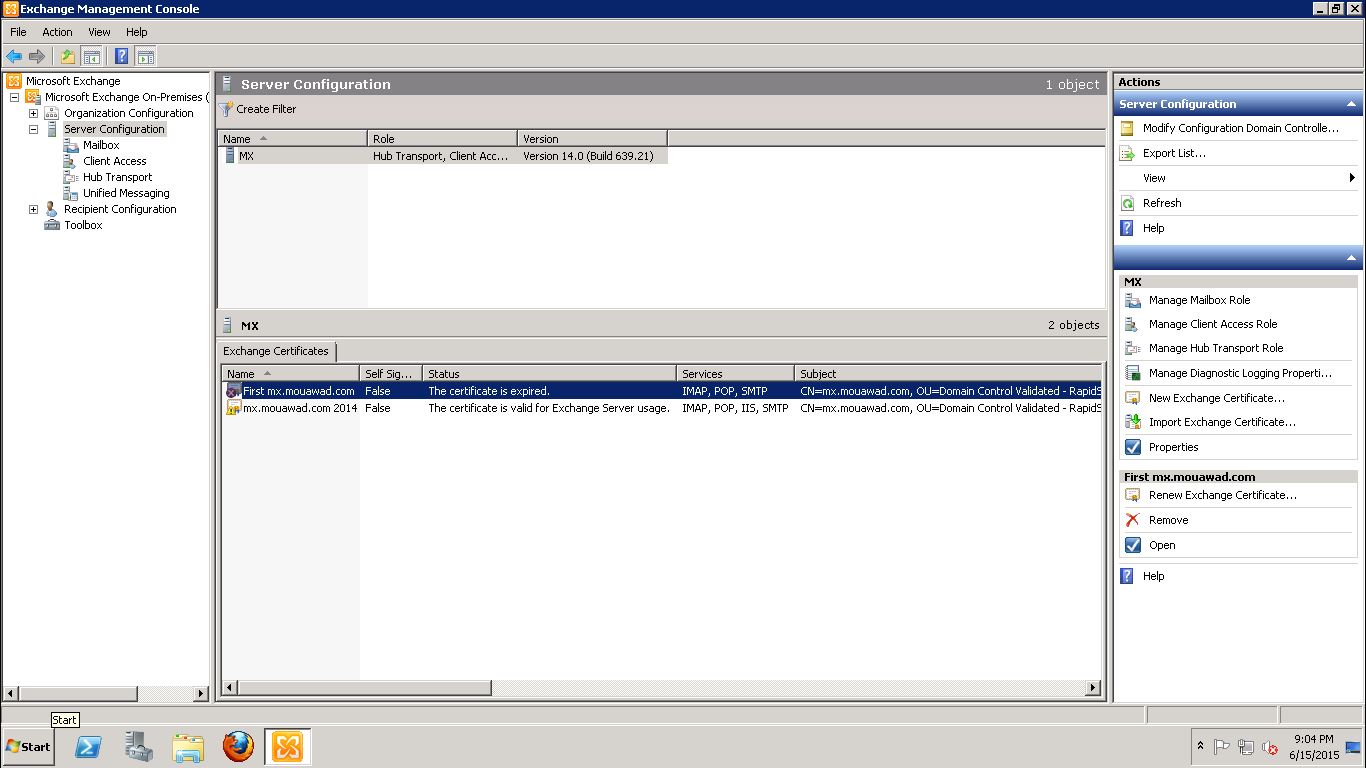 Exchange Management Console
File Action View Help
Microsoft Exchange
Microsoft Exchange On-Premises (
Organization Configuration
Server Configuration
Mailbox
Client Access
Hub Transport
Unified Messaging
Recipient Configuration
Toolbox
Server Configuration 1 object
Create Filter
Name Role Version
MX Hub Transport, Client Acc... Version 14.0 (Build 639.21)
MX 2 objects
Exchange Certificates
Name Self Sig... Status Services Subject
First mx.mouawad.com False The certificate is expired. IMAP, POP, SMTP CN=mx.mouawad.com, OU=Domain Control Validated - RapidS
mx.mouawad.com 2014 False The certificate is valid for Exchange Server usage. IMAP, POP, IIS, SMTP CN=mx.mouawad.com, OU=Domain Control Validated - RapidS
Actions
Server Configuration
Modify Configuration Domain Controlle...
Export List...
View
Refresh
Help
MX
Manage Mailbox Role
Manage Client Access Role
Manage Hub Transport Role
Manage Diagnostic Logging Properti...
New Exchange Certificate...
Import Exchange Certificate...
Properties
First mx.mouawad.com
Renew Exchange Certificate...
Remove
Open
Help
Start
Start
9:04 PM
6/15/2015